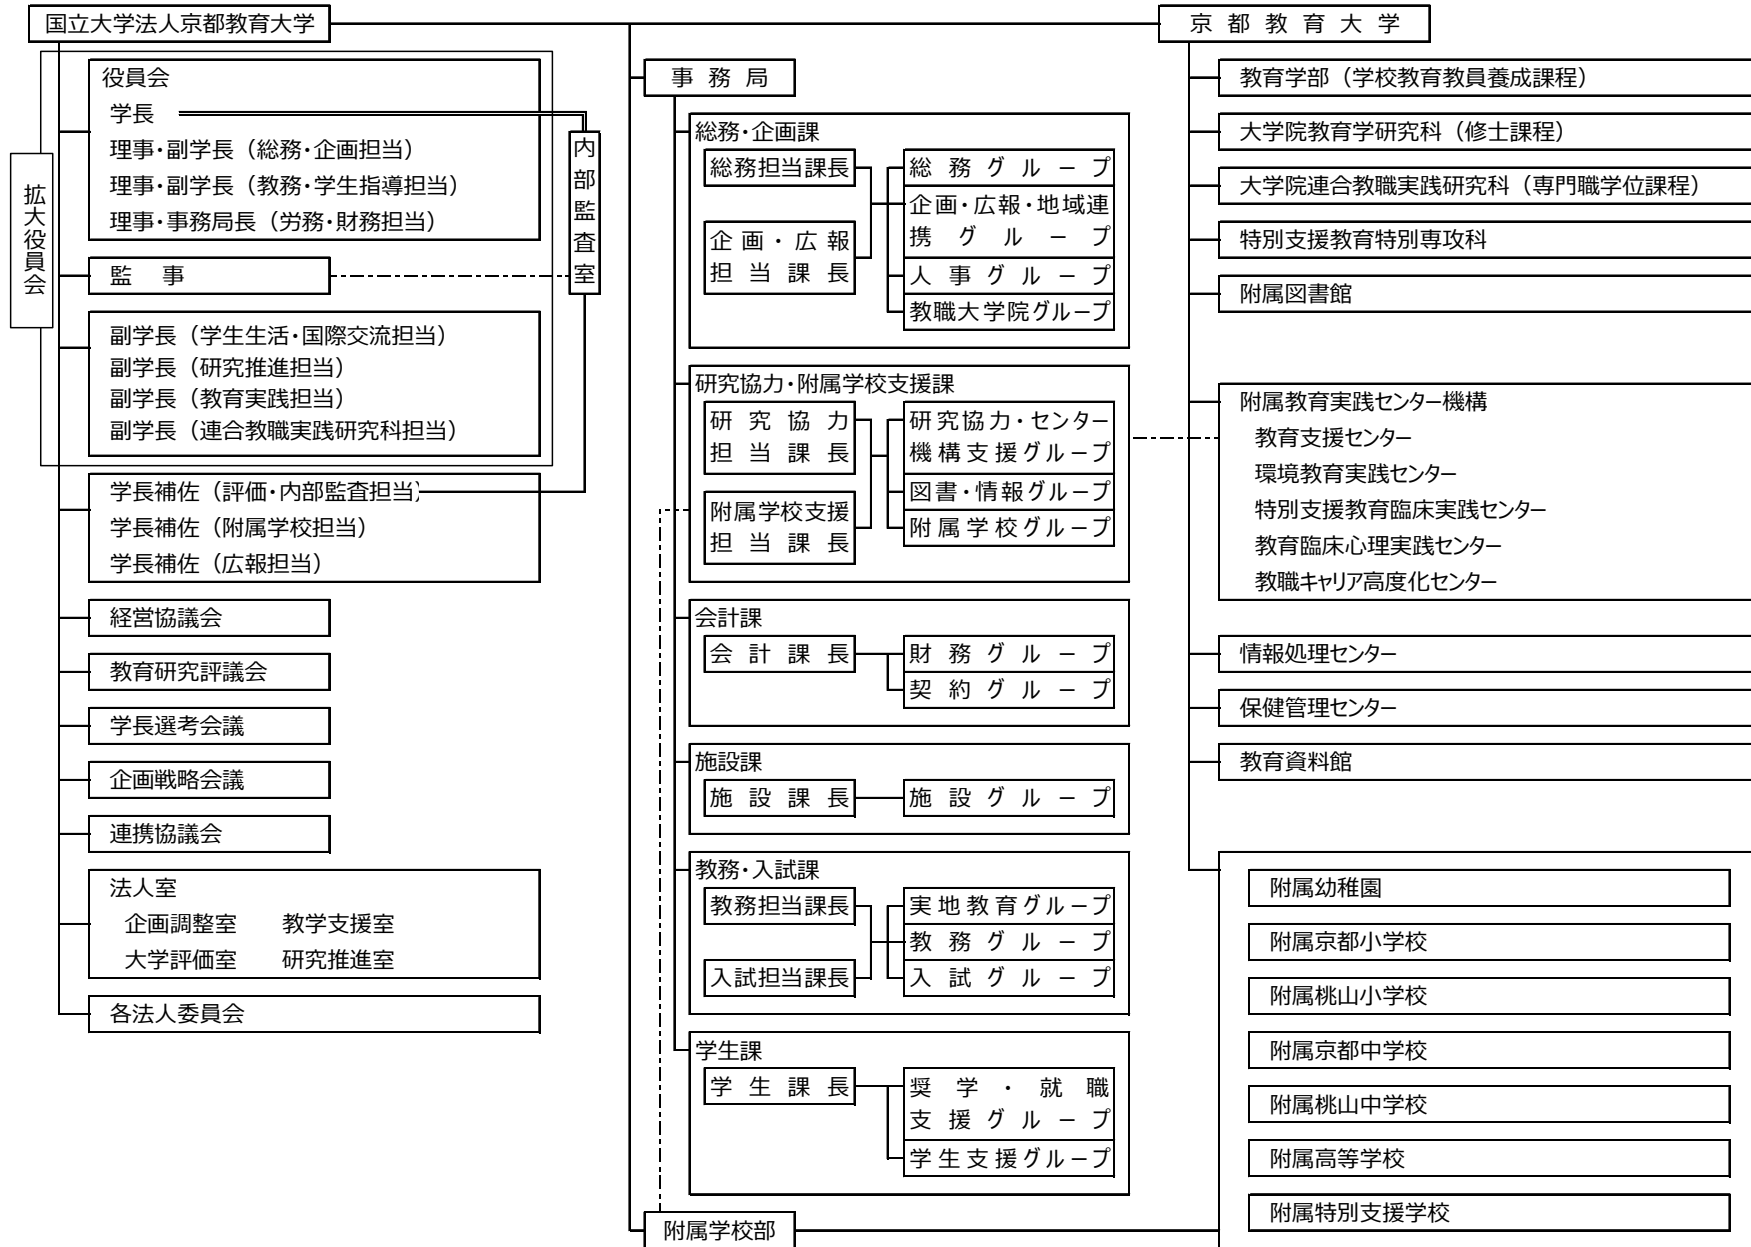 国立大学法人京都教育大学
京都教育大学
拡大役員会
役員会
学長
理事・副学長（総務・企画担当）
理事・副学長（教務・学生指導担当）
理事・事務局長（労務・財務担当）
内部監査室
監事
副学長（学生生活・国際交流担当）
副学長（研究推進担当）
副学長（教育実践担当）
副学長（連合教職実践研究科担当）
学長補佐（評価・内部監査担当）
学長補佐（附属学校担当）
学長補佐（広報担当）
経営協議会
教育研究評議会
学長選考会議
企画戦略会議
連携協議会
法人室
企画調整室 教学支援室
大学評価室 研究推進室
各法人委員会
事務局
総務・企画課
総務担当課長
企画・広報
担当課長
総務グループ
企画・広報・地域連
携グループ
人事グループ
教職大学院グループ
研究協力・附属学校支援課
研究協力
担当課長
附属学校支援
担当課長
研究協力・センター
機構支援グループ
図書・情報グループ
附属学校グループ
会計課
会計課長
財務グループ
契約グループ
施設課
施設課長
施設グループ
教務・入試課
教務担当課長
入試担当課長
実地教育グループ
教務グループ
入試グループ
学生課
学生課長
奨学・就職
支援グループ
学生支援グループ
附属学校部
教育学部（学校教育教員養成課程）
大学院教育学研究科（修士課程）
大学院連合教職実践研究科（専門職学位課程）
特別支援教育特別専攻科
附属図書館
附属教育実践センター機構
教育支援センター
環境教育実践センター
特別支援教育臨床実践センター
教育臨床心理実践センター
教職キャリア高度化センター
情報処理センター
保健管理センター
教育資料館
附属幼稚園
附属京都小学校
附属桃山小学校
附属京都中学校
附属桃山中学校
附属高等学校
附属特別支援学校